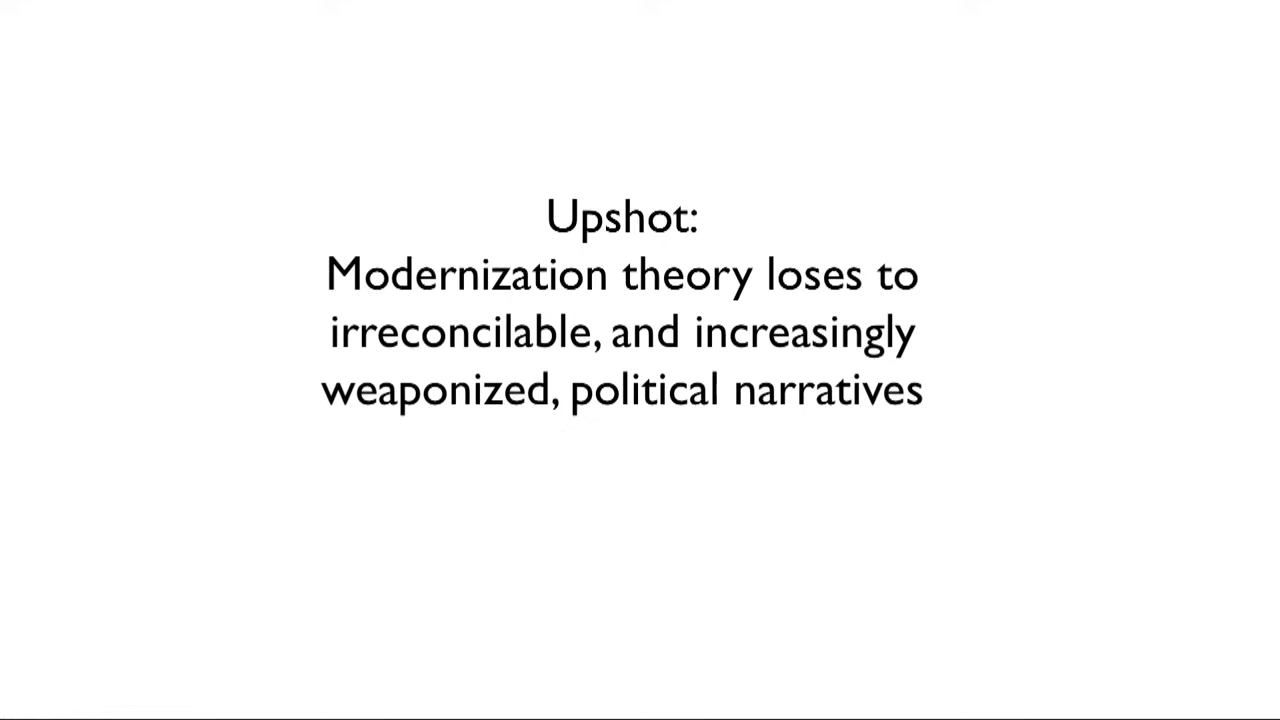 Upshot:
Modernization theory loses to
irreconcilable, and increasingly
weaponized, political narratives